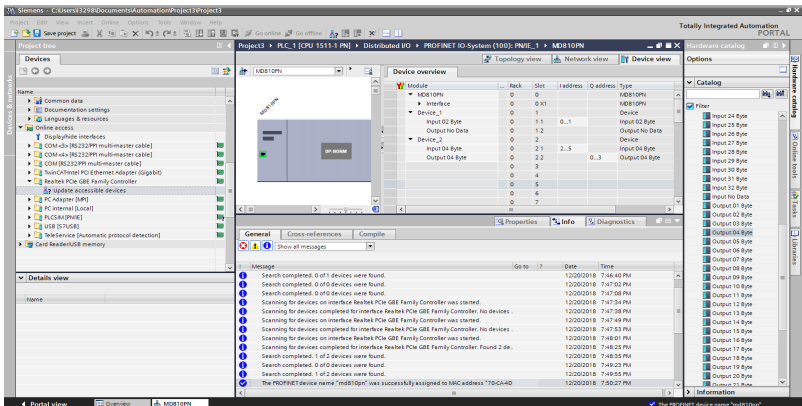 Siemens - C:\Users\3298\Documents\Automation\Project3\Project3
Project Edit View Insert Online Options Tools Window Help
Save project
Go online
Go offline
Totally Integrated Automation
PORTAL
Project tree
Devices
Devices & networks
Name
Common data
Documentation settings
Languages & resources
Online access
Display/hide interfaces
COM <3> [RS232/PPI multi-master cable]
COM <4> [RS232/PPI multi-master cable]
COM [RS232/PPI multi-master cable]
TwinCAT-Intel PCI Ethernet Adapter (Gigabit)
Realtek PCIe GBE Family Controller
Update accessible devices
PC Adapter [MPI]
PC internal [Local]
PLCSIM [PN/IE]
USB [S7USB]
TeleService [Automatic protocol detection]
Card Reader/USB memory
Details view
Name
Project3 PLC_1 [CPU 1511-1 PN] Distributed I/O PROFINET IO-System (100): PN/IE_1 MD810PN
Topology view Network view Device view
MD810PN
MD810PN
DP-NORM
Device overview
Module ... Rack Slot I address Q address Type
MD810PN 0 0 MD810PN
Interface 0 0 X1 MD810PN
Device_1 0 1 Device
Input 02 Byte 0 1 1 0...1 Input 02 Byte
Output No Data 0 1 2 Output No Data
Device_2 0 2 Device
Input 04 Byte 0 2 1 2...5 Input 04 Byte
Output 04 Byte 0 2 2 0...3 Output 04 Byte
0 3
0 4
0 5
0 6
0 7
Properties Info Diagnostics
General Cross-references Compile
Show all messages
! Message Go to ? Date Time
Search completed. 0 of 1 devices were found. 12/20/2018 7:46:40 PM
Search completed. 0 of 0 devices were found. 12/20/2018 7:47:02 PM
Search completed. 0 of 0 devices were found. 12/20/2018 7:47:08 PM
Scanning for devices on interface Realtek PCIe GBE Family Controller was started. 12/20/2018 7:47:34 PM
Scanning for devices completed for interface Realtek PCIe GBE Family Controller. No devices .. 12/20/2018 7:47:38 PM
Scanning for devices on interface Realtek PCIe GBE Family Controller was started. 12/20/2018 7:47:49 PM
Scanning for devices completed for interface Realtek PCIe GBE Family Controller. No devices .. 12/20/2018 7:47:53 PM
Scanning for devices on interface Realtek PCIe GBE Family Controller was started. 12/20/2018 7:48:01 PM
Scanning for devices completed for interface Realtek PCIe GBE Family Controller. Found 2 de.. 12/20/2018 7:48:25 PM
Search completed. 1 of 2 devices were found. 12/20/2018 7:48:55 PM
Search completed. 1 of 2 devices were found. 12/20/2018 7:49:23 PM
The PROFINET device name "md810pn" was successfully assigned to MAC address "70-CA-4D 12/20/2018 7:50:27 PM
Hardware catalog
Options
Catalog
Filter
Input 24 Byte
Input 25 Byte
Input 26 Byte
Input 27 Byte
Input 28 Byte
Input 29 Byte
Input 30 Byte
Input 31 Byte
Input 32 Byte
Input No Data
Output 01 Byte
Output 02 Byte
Output 03 Byte
Output 04 Byte
Output 05 Byte
Output 06 Byte
Output 07 Byte
Output 08 Byte
Output 09 Byte
Output 10 Byte
Output 11 Byte
Output 12 Byte
Output 13 Byte
Output 14 Byte
Output 15 Byte
Output 16 Byte
Output 17 Byte
Output 18 Byte
Output 19 Byte
Output 20 Byte
Output 21 Byte
Information
Hardware catalog
Online tools
Tasks
Libraries
Portal view
Overview
MD810PN
The PROFINET device name "md810pn"